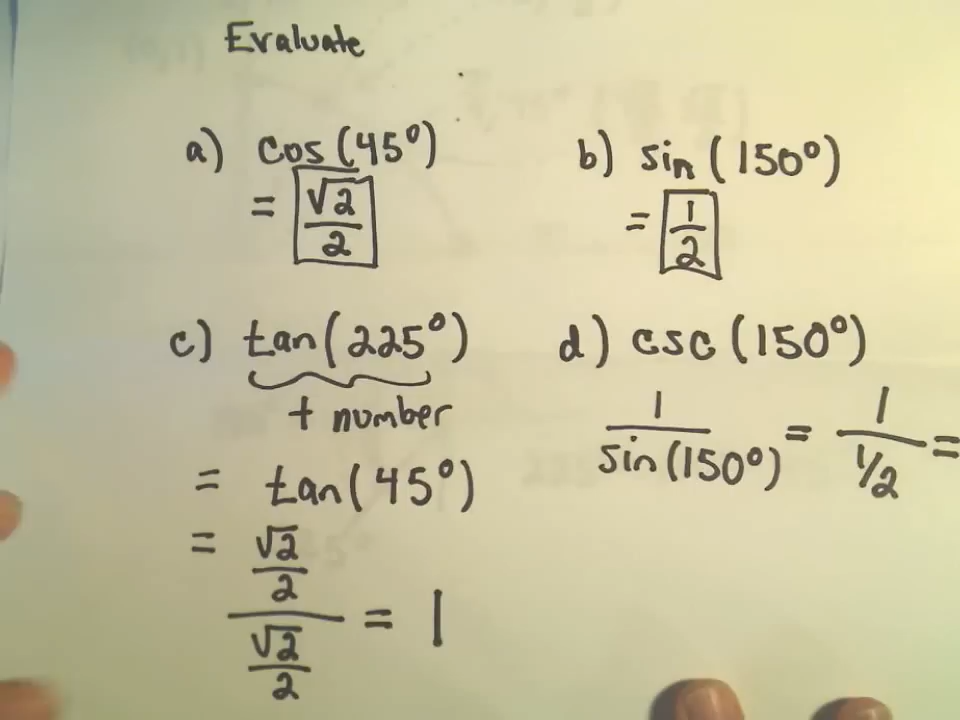 Evaluate
a) cos(45°)
= √2/2
b) sin(150°)
= 1/2
c) tan(225°)
+ number
= tan(45°)
= (√2/2)/(√2/2) = 1
d) csc(150°)
1/sin(150°) = 1/(1/2) =